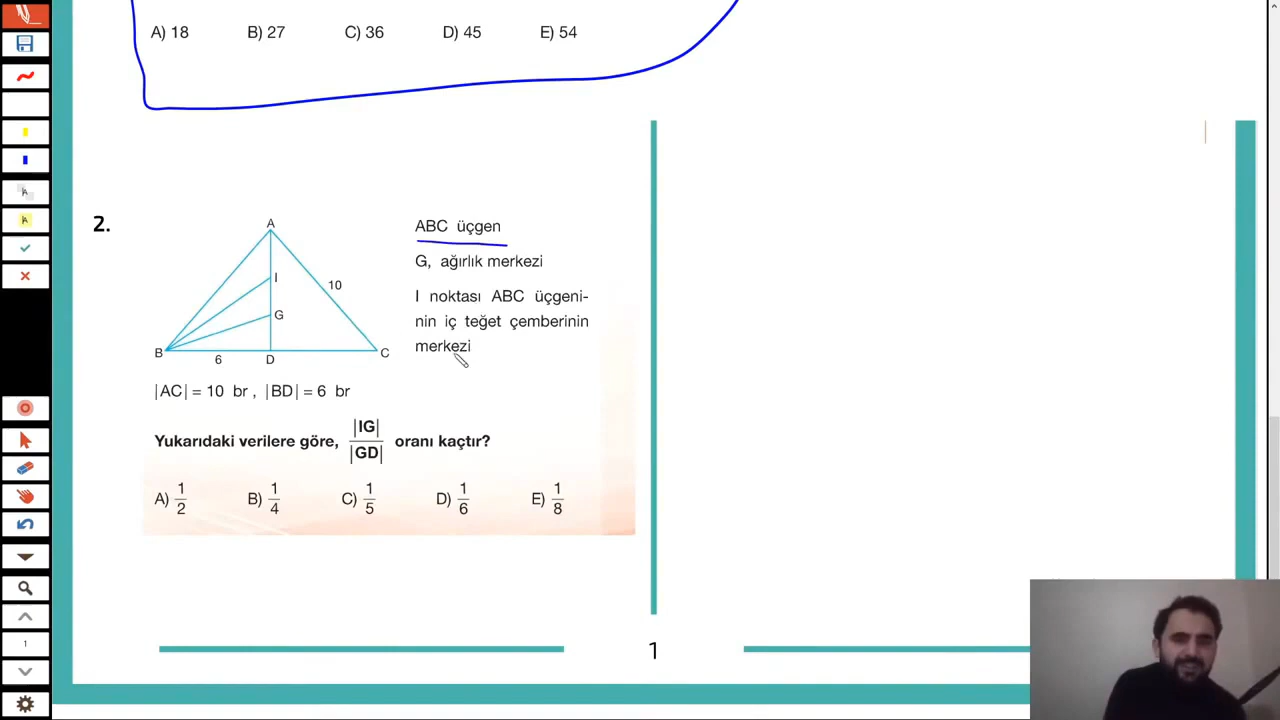 A) 18 B) 27 C) 36 D) 45 E) 54
2.
A
I
10
G
B
6
D
C
ABC üçgen
G, ağırlık merkezi
I noktası ABC üçgeni-
nin iç teğet çemberinin
merkezi
|AC| = 10 br , |BD| = 6 br
Yukarıdaki verilere göre, |IG| / |GD| oranı kaçtır?
A) 1/2 B) 1/4 C) 1/5 D) 1/6 E) 1/8
1
1